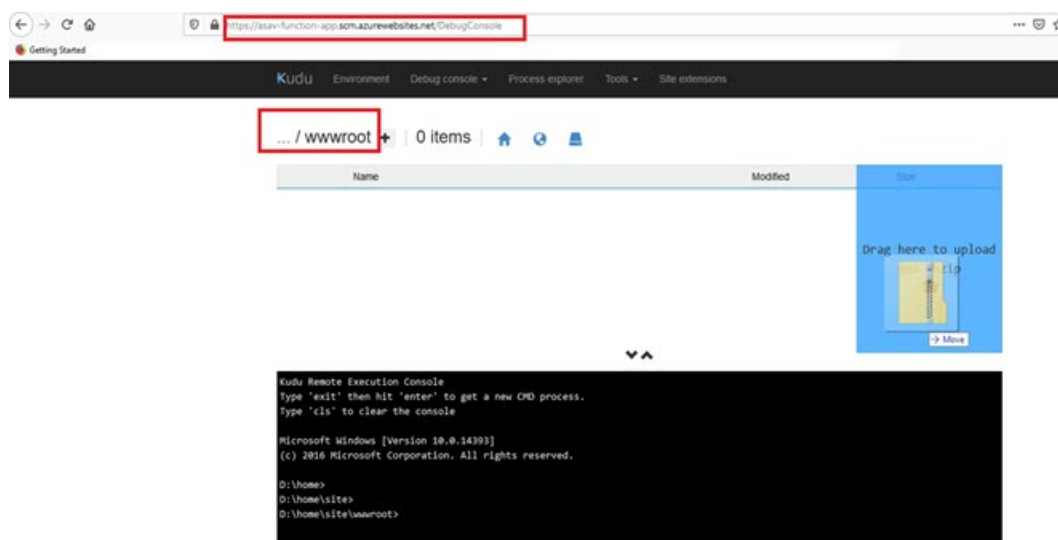 https://asav-function-app.scm.azurewebsites.net/DebugConsole
Getting Started
Kudu Environment Debug console Process explorer Tools Site extensions
... / wwwroot + | 0 items |
Name Modified Size
Drag here to upload
zip
Move
Kudu Remote Execution Console
Type 'exit' then hit 'enter' to get a new CMD process.
Type 'cls' to clear the console
Microsoft Windows [Version 10.0.14393]
(c) 2016 Microsoft Corporation. All rights reserved.
D:\home>
D:\home\site>
D:\home\site\wwwroot>